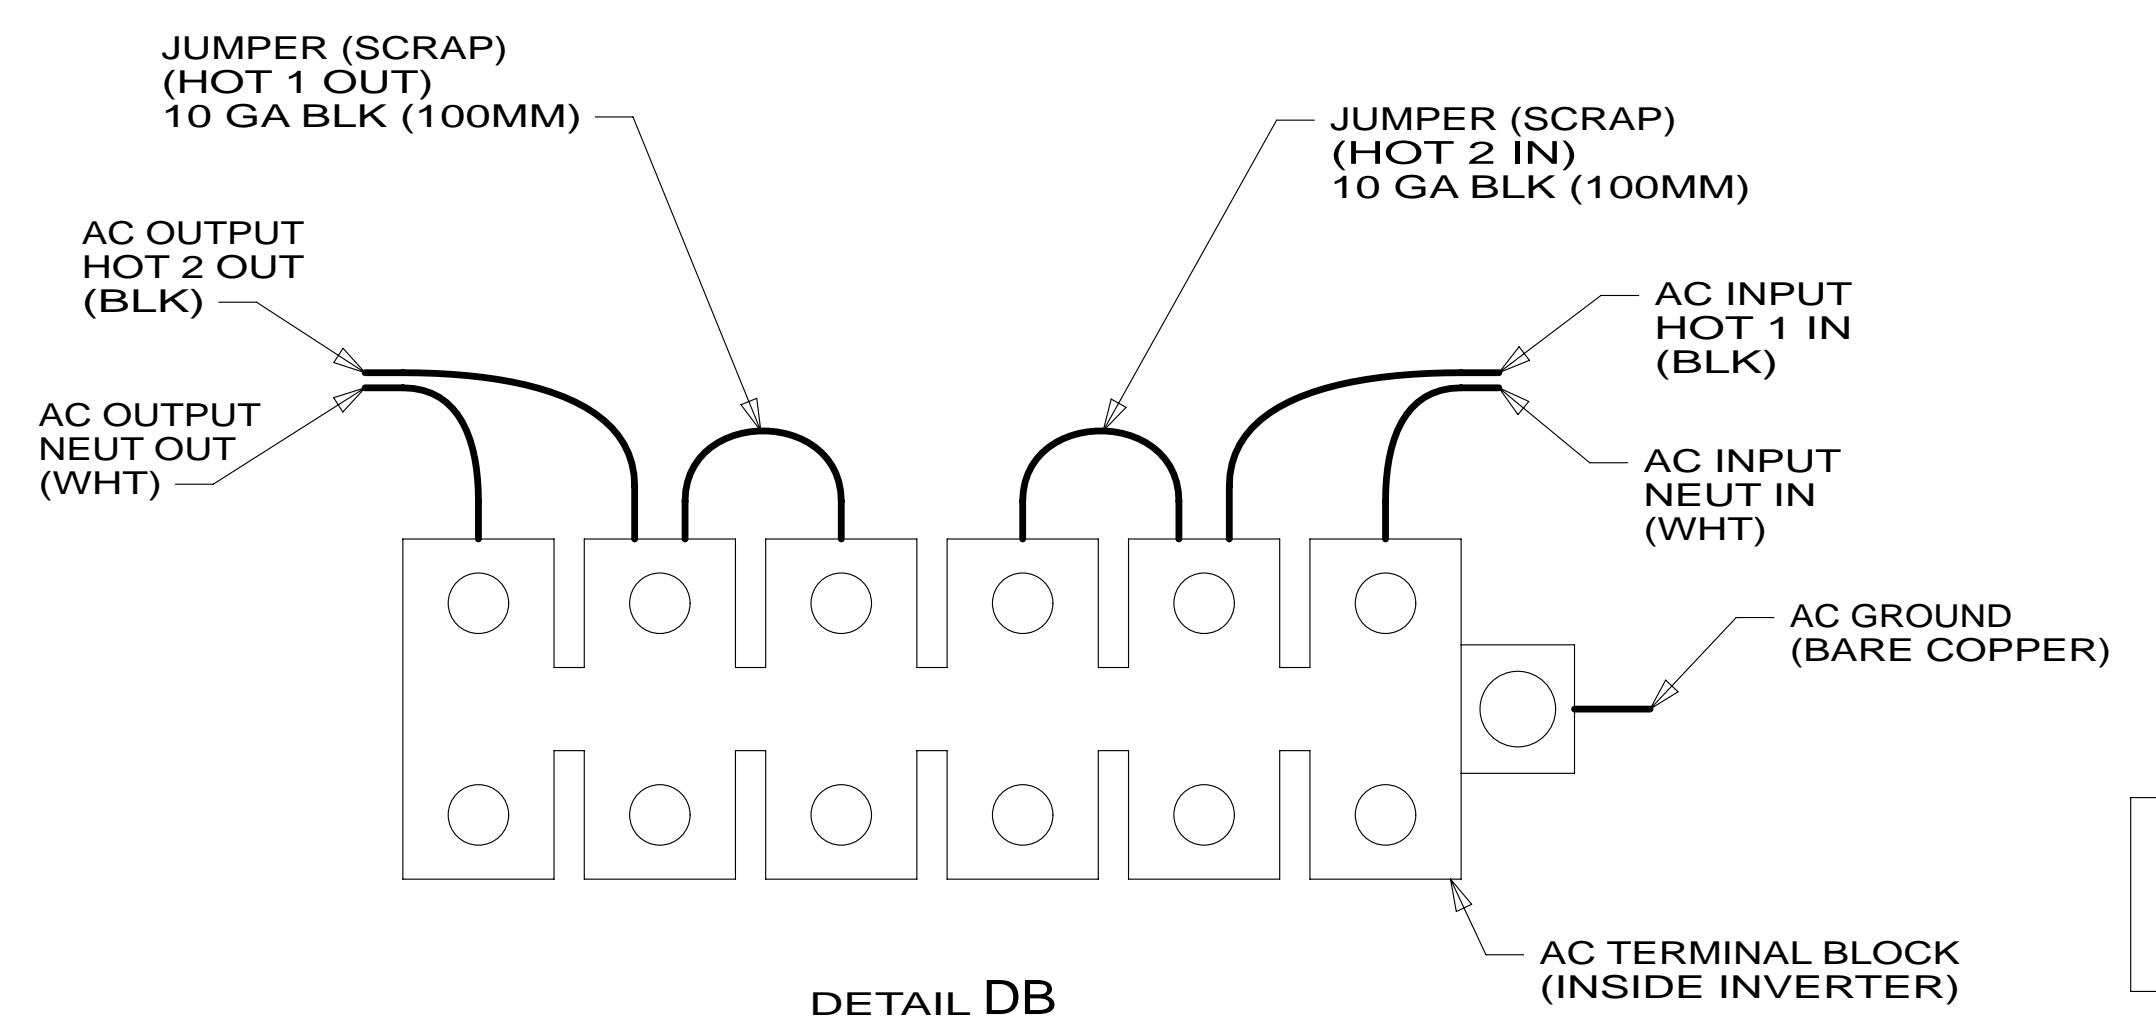 JUMPER (SCRAP)
(HOT 1 OUT)
10 GA BLK (100MM)
JUMPER (SCRAP)
(HOT 2 IN)
10 GA BLK (100MM)
AC OUTPUT
HOT 2 OUT
(BLK)
AC INPUT
HOT 1 IN
(BLK)
AC OUTPUT
NEUT OUT
(WHT)
AC INPUT
NEUT IN
(WHT)
AC GROUND
(BARE COPPER)
AC TERMINAL BLOCK
(INSIDE INVERTER)
DETAIL DB